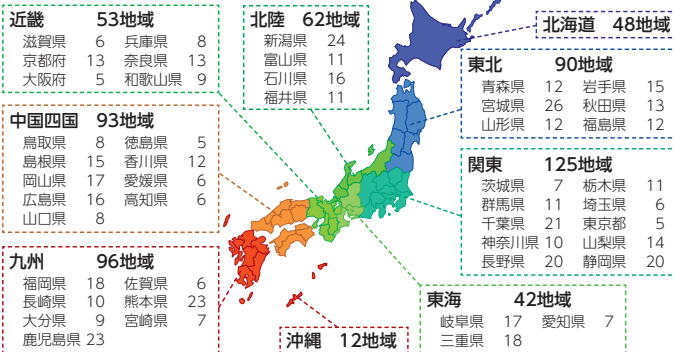 近畿 53地域
滋賀県 6 兵庫県 8
京都府 13 奈良県 13
大阪府 5 和歌山県 9
北陸 62地域
新潟県 24
富山県 11
石川県 16
福井県 11
北海道 48地域
東北 90地域
青森県 12 岩手県 15
宮城県 26 秋田県 13
山形県 12 福島県 12
中国四国 93地域
鳥取県 8 徳島県 5
島根県 15 香川県 12
岡山県 17 愛媛県 6
広島県 16 高知県 6
山口県 8
関東 125地域
茨城県 7 栃木県 11
群馬県 11 埼玉県 6
千葉県 21 東京都 5
神奈川県 10 山梨県 14
長野県 20 静岡県 20
九州 96地域
福岡県 18 佐賀県 6
長崎県 10 熊本県 23
大分県 9 宮崎県 7
鹿児島県 23
沖縄 12地域
東海 42地域
岐阜県 17 愛知県 7
三重県 18